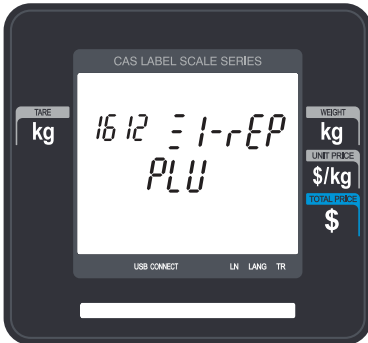 CAS LABEL SCALE SERIES
TARE
kg
1612 三1-rEP
PLU
WEIGHT
kg
UNIT PRICE
$/kg
TOTAL PRICE
$
USB CONNECT LN LANG TR